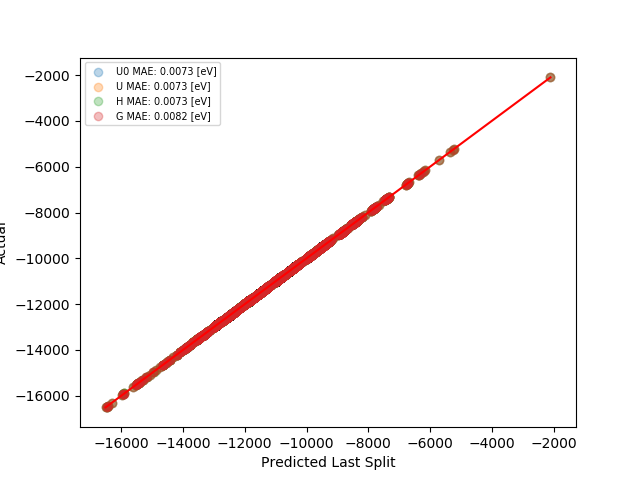 U0 MAE: 0.0073 [eV]
U MAE: 0.0073 [eV]
H MAE: 0.0073 [eV]
G MAE: 0.0082 [eV]
−2000
−4000
−6000
−8000
−10000
−12000
−14000
−16000
Actual
−16000 −14000 −12000 −10000 −8000 −6000 −4000 −2000
Predicted Last Split